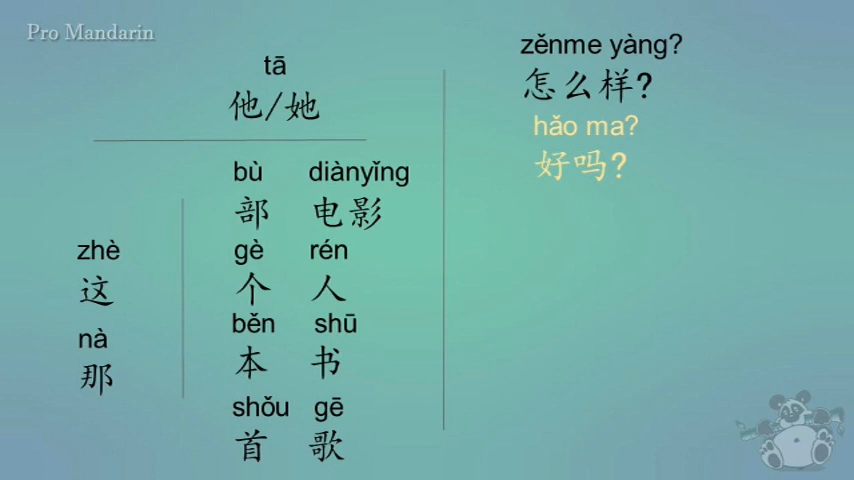 Pro Mandarin
tā
他/她
zhè
这
nà
那
bù diànyǐng
部 电影
gè rén
个 人
běn shū
本 书
shǒu gē
首 歌
zěnme yàng?
怎么样?
hǎo ma?
好吗?